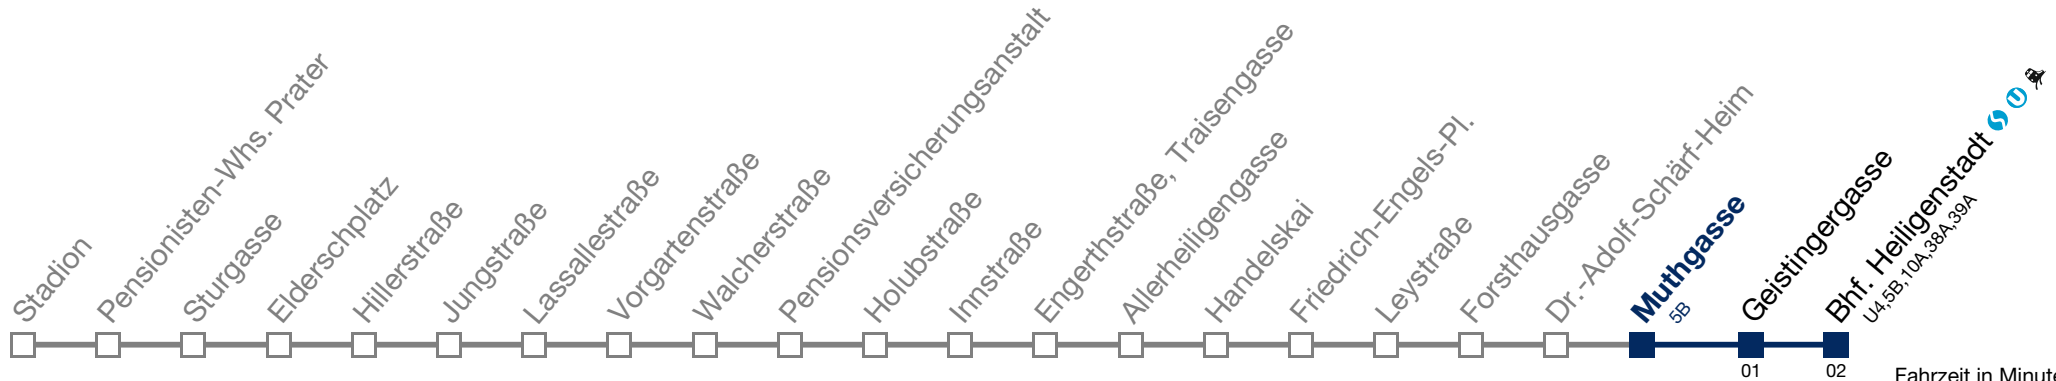 Stadion
Pensionisten-Whs. Prater
Sturgasse
Elderschplatz
Hillerstraße
Jungstraße
Lassallestraße
Vorgartenstraße
Walcherstraße
Pensionsversicherungsanstalt
Holubstraße
Innstraße
Engerthstraße, Traisengasse
Allerheiligengasse
Handelskai
Friedrich-Engels-Pl.
Leystraße
Forsthausgasse
Dr.-Adolf-Schärf-Heim
Muthgasse
5B
Geistingergasse
Bhf. Heiligenstadt S U
U4,5B,10A,38A,39A
01
02
Fahrzeit in Minute